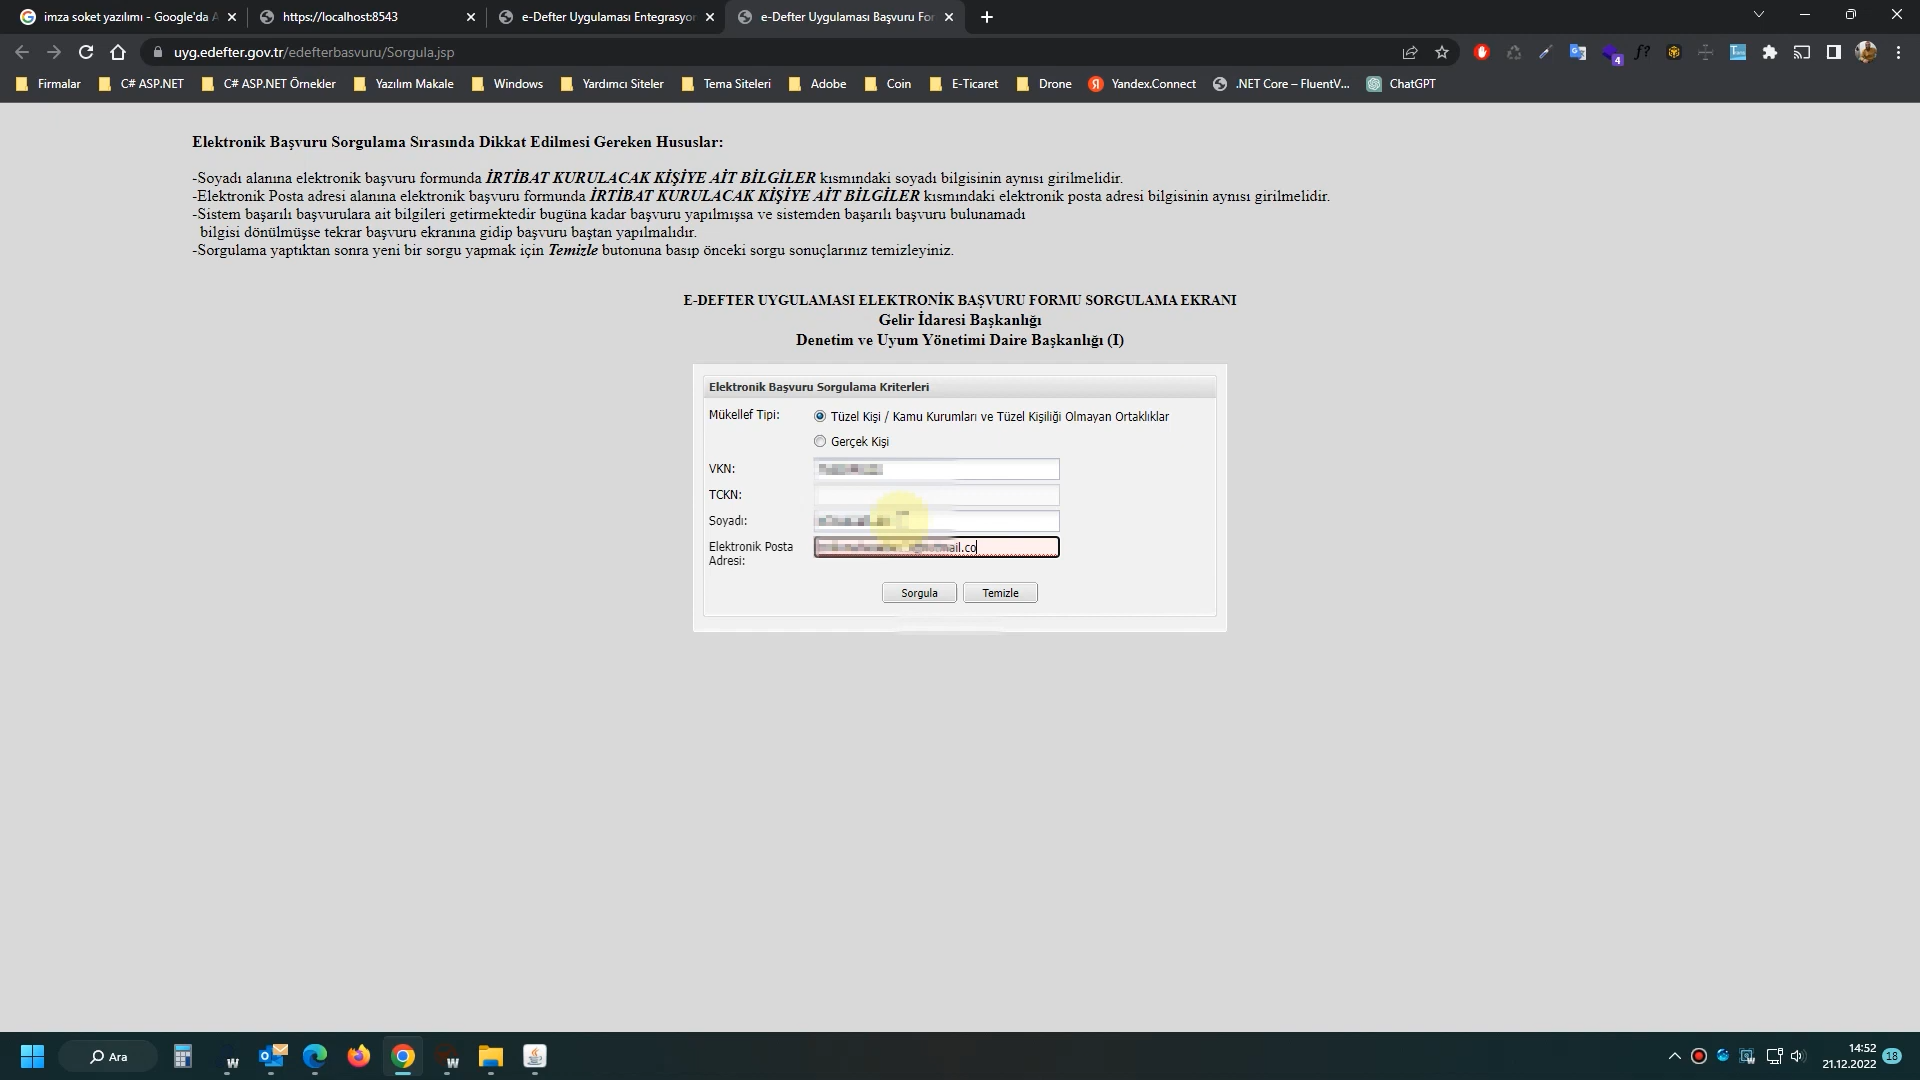 imza soket yazılımı - Google'da A
https://localhost:8543
e-Defter Uygulaması Entegrasyon
e-Defter Uygulaması Başvuru For
uyg.edefter.gov.tr/edefterbasvuru/Sorgula.jsp
4
f?
Firmalar
C# ASP.NET
C# ASP.NET Örnekler
Yazılım Makale
Windows
Yardımcı Siteler
Tema Siteleri
Adobe
Coin
E-Ticaret
Drone
Yandex.Connect
.NET Core – FluentV...
ChatGPT
Elektronik Başvuru Sorgulama Sırasında Dikkat Edilmesi Gereken Hususlar:
-Soyadı alanına elektronik başvuru formunda İRTİBAT KURULACAK KİŞİYE AİT BİLGİLER kısmındaki soyadı bilgisinin aynısı girilmelidir.
-Elektronik Posta adresi alanına elektronik başvuru formunda İRTİBAT KURULACAK KİŞİYE AİT BİLGİLER kısmındaki elektronik posta adresi bilgisinin aynısı girilmelidir.
-Sistem başarılı başvurulara ait bilgileri getirmektedir bugüna kadar başvuru yapılmışsa ve sistemden başarılı başvuru bulunamadı
bilgisi dönülmüşse tekrar başvuru ekranına gidip başvuru baştan yapılmalıdır.
-Sorgulama yaptıktan sonra yeni bir sorgu yapmak için Temizle butonuna basıp önceki sorgu sonuçlarınız temizleyiniz.
E-DEFTER UYGULAMASI ELEKTRONİK BAŞVURU FORMU SORGULAMA EKRANI
Gelir İdaresi Başkanlığı
Denetim ve Uyum Yönetimi Daire Başkanlığı (I)
Elektronik Başvuru Sorgulama Kriterleri
Mükellef Tipi:
Tüzel Kişi / Kamu Kurumları ve Tüzel Kişiliği Olmayan Ortaklıklar
Gerçek Kişi
VKN:
TCKN:
Soyadı:
Elektronik Posta
Adresi:
mail.co
Sorgula
Temizle
Ara
14:52
21.12.2022
18